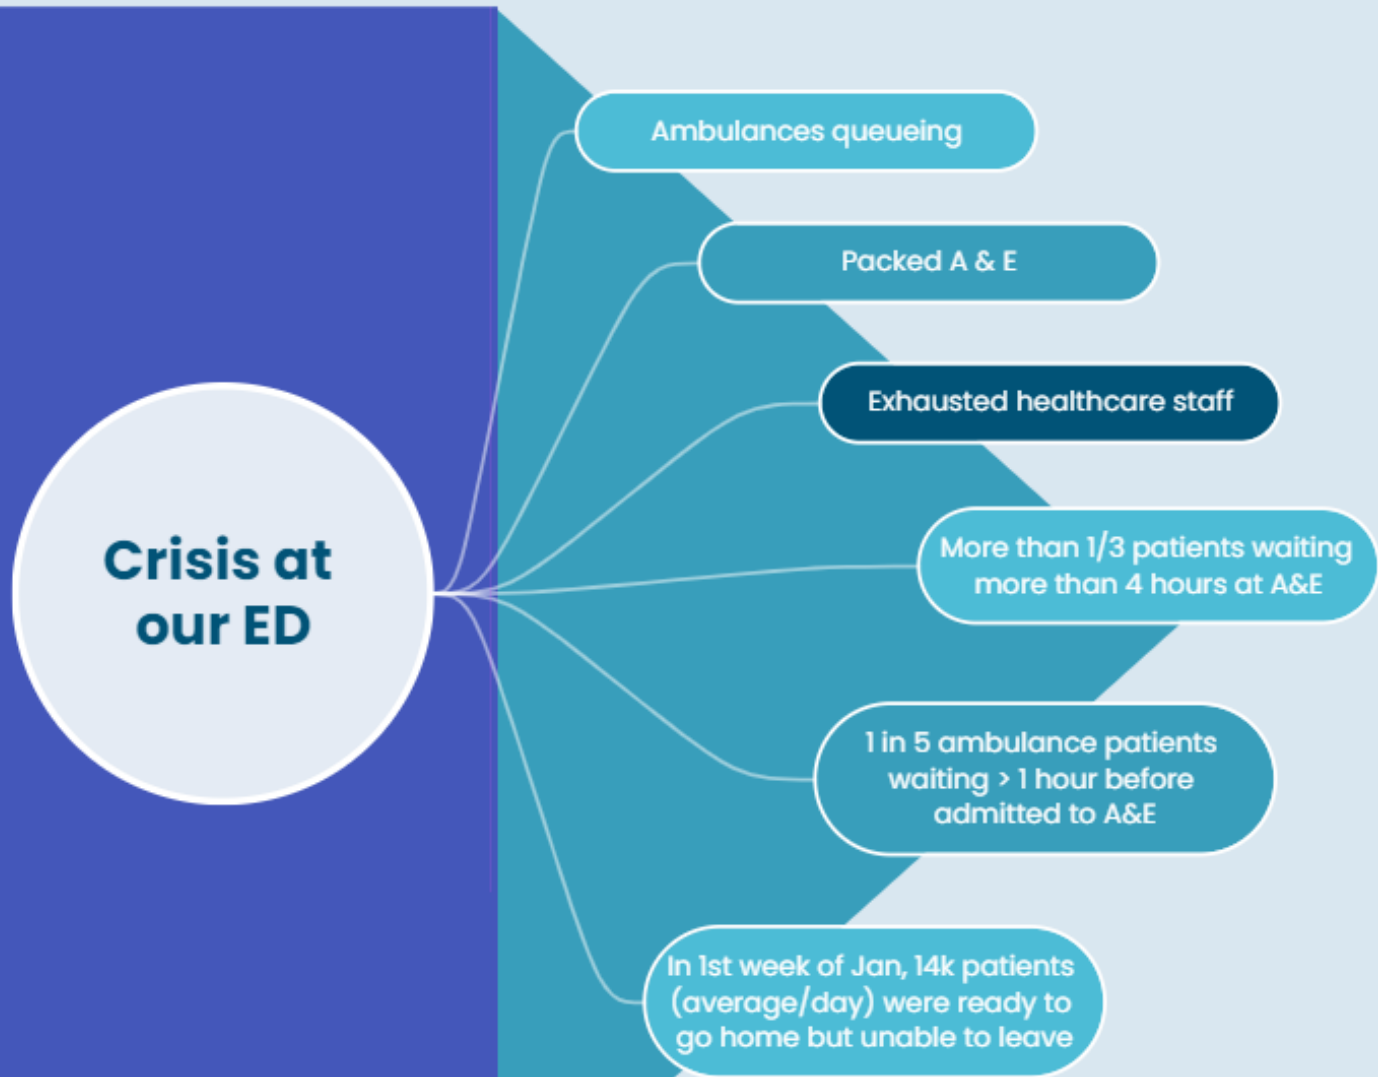 Ambulances queueing
Packed A & E
Exhausted healthcare staff
Crisis at
our ED
More than 1/3 patients waiting
more than 4 hours at A&E
1 in 5 ambulance patients
waiting > 1 hour before
admitted to A&E
In 1st week of Jan, 14k patients
(average/day) were ready to
go home but unable to leave